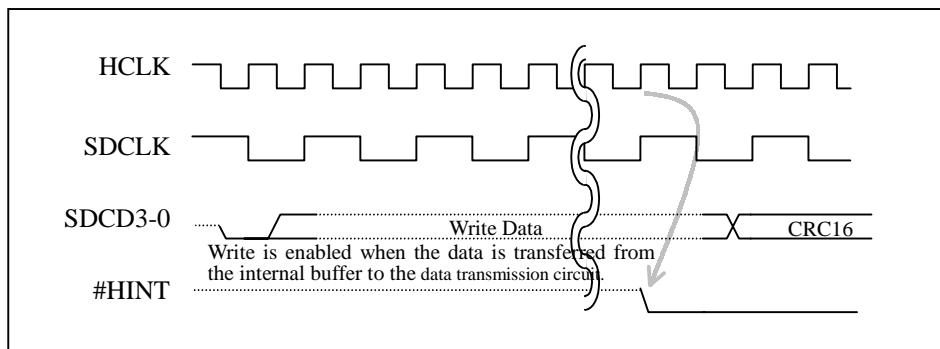 HCLK
SDCLK
SDCD3-0
Write Data
CRC16
Write is enabled when the data is transferred from
the internal buffer to the data transmission circuit.
#HINT